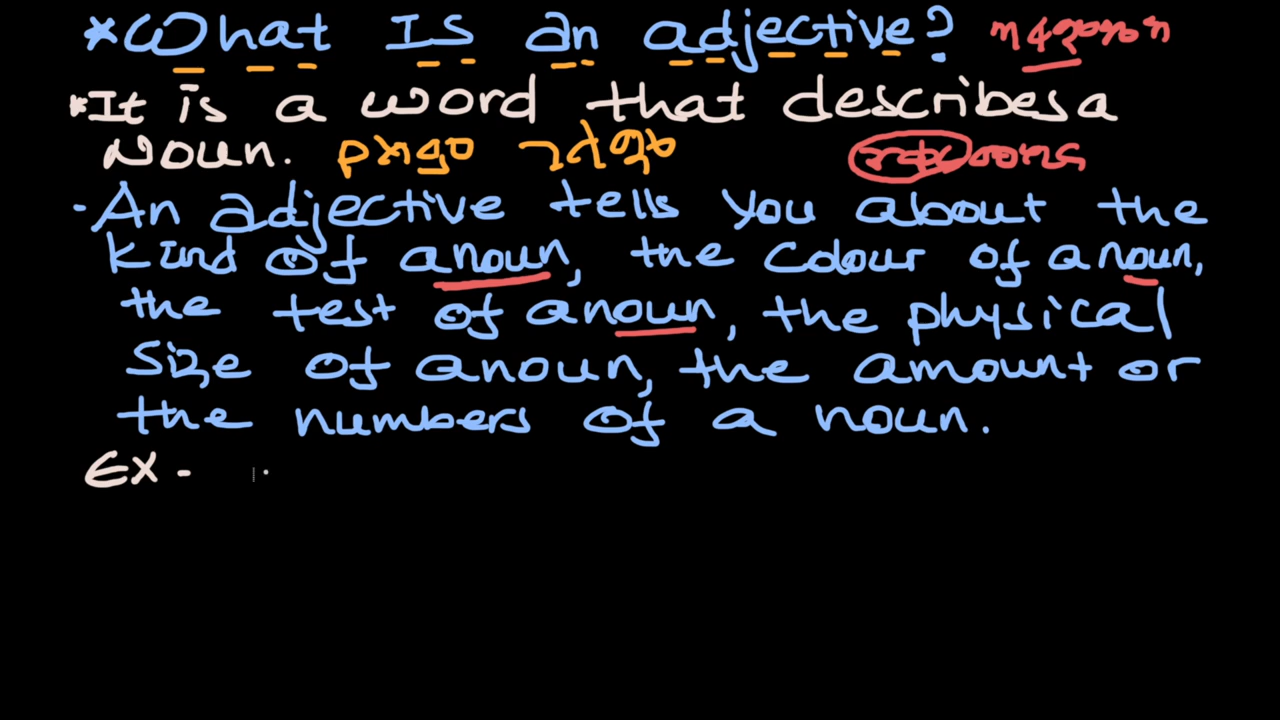 *What Is an adjective?
*It is a word that describes a
Noun.
· An adjective tells you about the
kind of a noun, the colour of a noun,
the test of a noun, the physical
Size of a noun, the amount or
the numbers of a noun.
Ex -